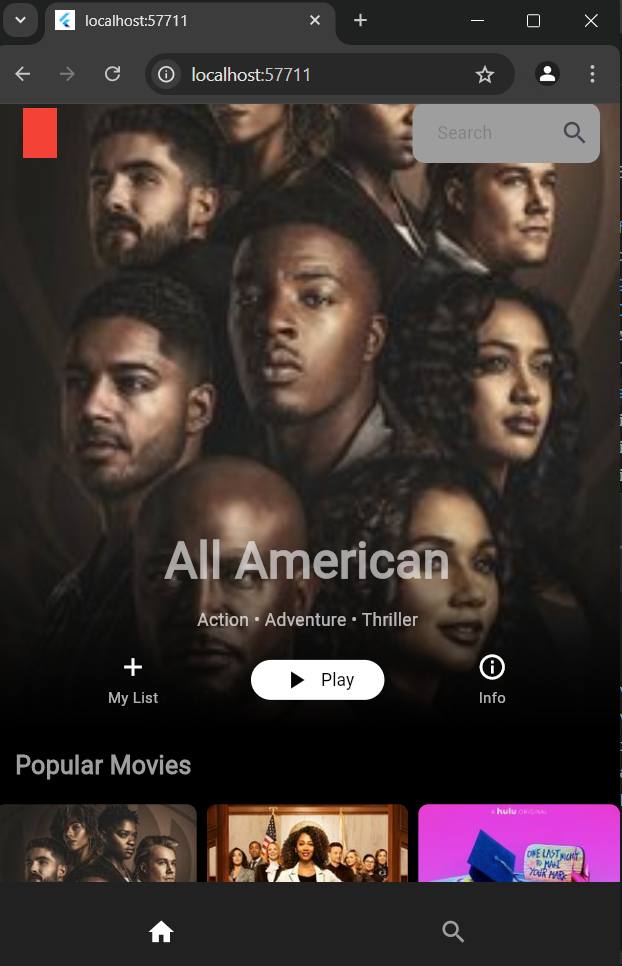 localhost:57711
localhost:57711
Search
All American
Action • Adventure • Thriller
My List
Play
Info
Popular Movies
A hulu ORIGINAL
ONE LAST NIGHT
TO MAKE
YOUR MARK